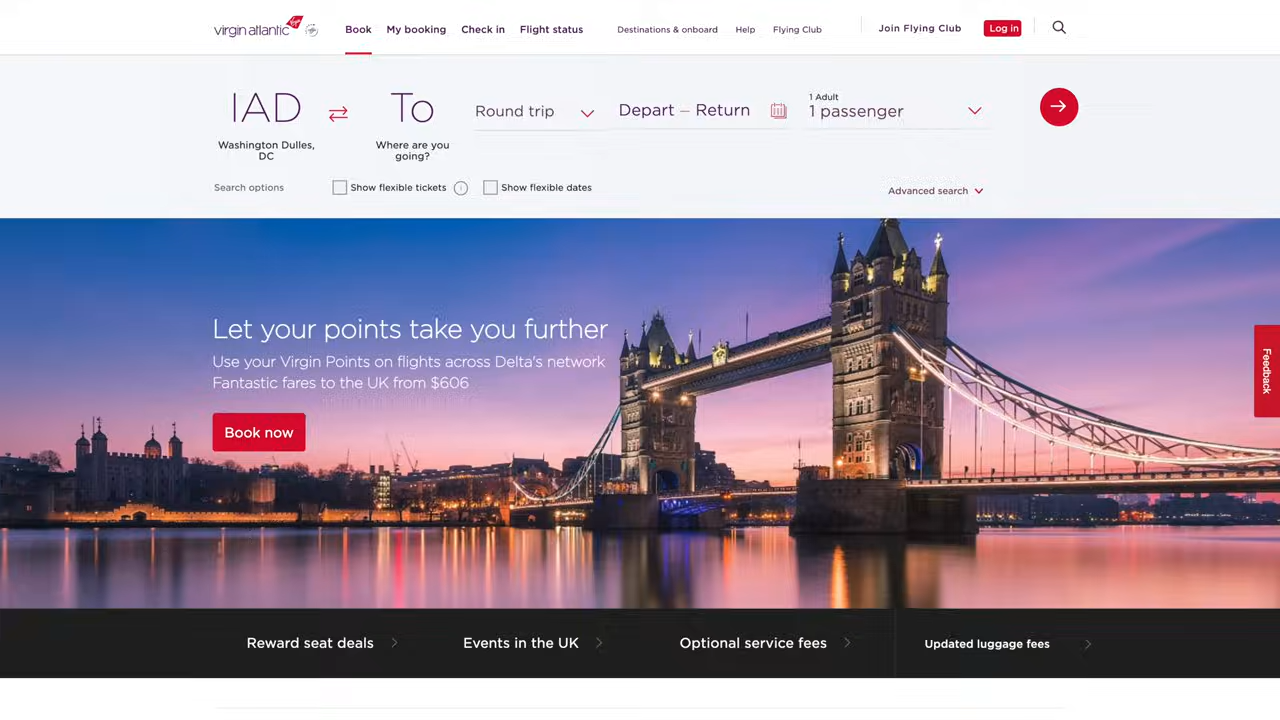 virgin atlantic
Book
My booking
Check in
Flight status
Destinations & onboard
Help
Flying Club
Join Flying Club
Log in
IAD
Washington Dulles,
DC
To
Where are you
going?
Round trip
Depart – Return
1 Adult
1 passenger
Search options
Show flexible tickets
Show flexible dates
Advanced search
Let your points take you further
Use your Virgin Points on flights across Delta's network
Fantastic fares to the UK from $606
Book now
Feedback
Reward seat deals
Events in the UK
Optional service fees
Updated luggage fees